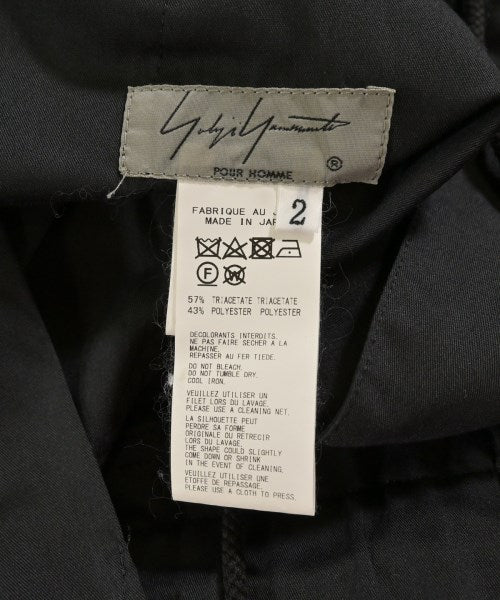 Yohji Yamamoto
POUR HOMME ®
2
FABRIQUE AU J
MADE IN JAP
F W
57% TRIACETATE TRIACETATE
43% POLYESTER POLYESTER
DECOLORANTS INTERDITS.
NE PAS FAIRE SECHER A LA
MACHINE.
REPASSER AU FER TIEDE.
DO NOT BLEACH.
DO NOT TUMBLE DRY.
COOL IRON.
VEUILLEZ UTILISER UN
FILET LORS DU LAVAGE.
PLEASE USE A CLEANING NET.
LA SILHOUETTE PEUT
PERDRE SA FORME
ORIGINALE OU RETRECIR
LORS DU LAVAGE.
THE SHAPE COULD SLIGHTLY
COME DOWN OR SHRINK
IN THE EVENT OF CLEANING.
VEUILLEZ UTILISER UNE
ETOFFE DE REPASSAGE.
PLEASE USE A CLOTH TO PRESS.